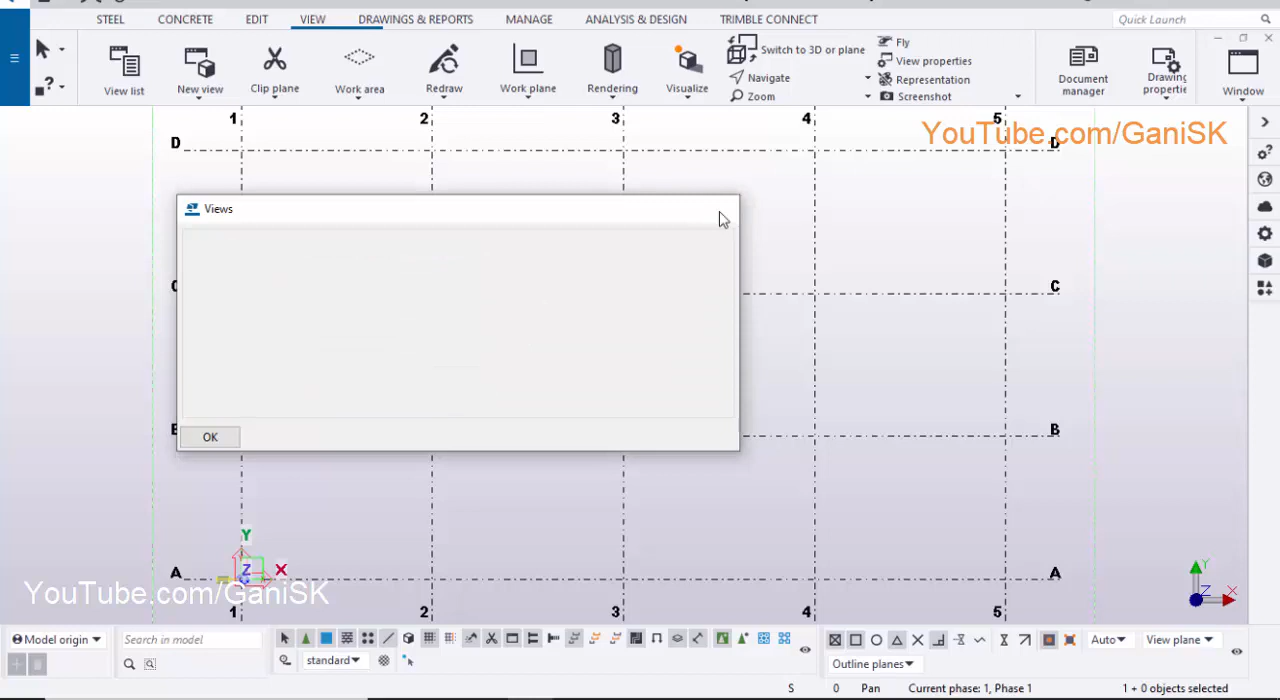 STEEL CONCRETE EDIT VIEW DRAWINGS & REPORTS MANAGE ANALYSIS & DESIGN TRIMBLE CONNECT Quick Launch
View list
New view
Clip plane
Work area
Redraw
Work plane
Rendering
Visualize
Switch to 3D or plane
Navigate
Zoom
Fly
View properties
Representation
Screenshot
Document
manager
Drawing
properties
Window
1 2 3 4 5
YouTube.com/GaniSK
D D
Views
C C
B B
OK
Y
Z X
A A
YouTube.com/GaniSK
1 2 3 4 5
Y
Z X
Model origin
Search in model
standard
Auto
View plane
Outline planes
S 0 Pan Current phase: 1, Phase 1 1 + 0 objects selected